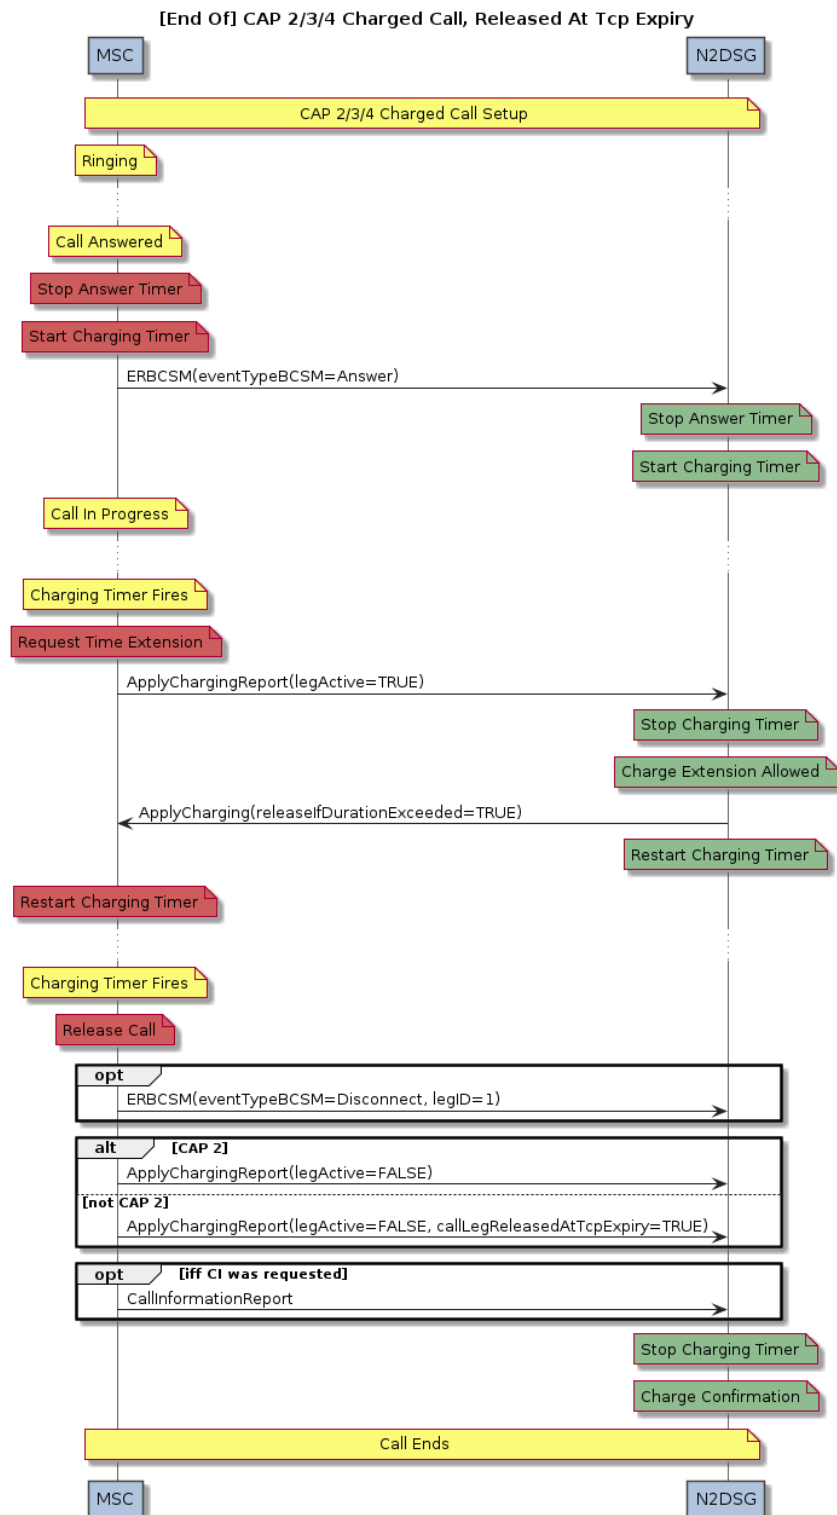 [End Of] CAP 2/3/4 Charged Call, Released At Tcp Expiry
MSC
N2DSG
CAP 2/3/4 Charged Call Setup
Ringing
Call Answered
Stop Answer Timer
Start Charging Timer
ERBCSM(eventTypeBCSM=Answer)
Stop Answer Timer
Start Charging Timer
Call In Progress
Charging Timer Fires
Request Time Extension
ApplyChargingReport(legActive=TRUE)
Stop Charging Timer
Charge Extension Allowed
ApplyCharging(releaseIfDurationExceeded=TRUE)
Restart Charging Timer
Restart Charging Timer
Charging Timer Fires
Release Call
opt
ERBCSM(eventTypeBCSM=Disconnect, legID=1)
alt [CAP 2]
ApplyChargingReport(legActive=FALSE)
[not CAP 2]
ApplyChargingReport(legActive=FALSE, callLegReleasedAtTcpExpiry=TRUE)
opt [iff CI was requested]
CallInformationReport
Stop Charging Timer
Charge Confirmation
Call Ends
MSC
N2DSG